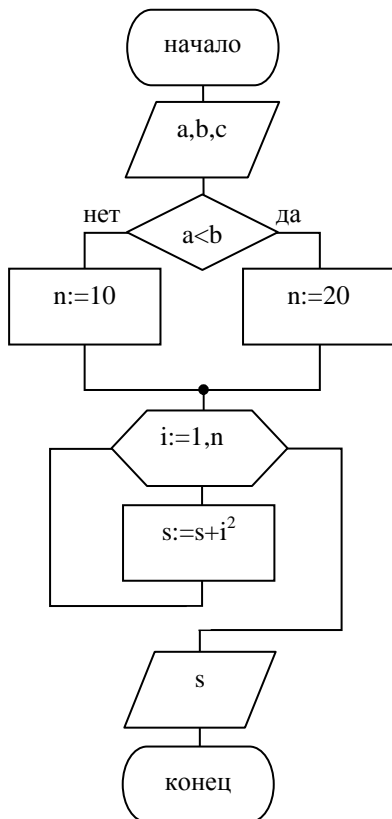 начало
a,b,c
нет
да
a<b
n:=10
n:=20
i:=1,n
s:=s+i²
s
конец